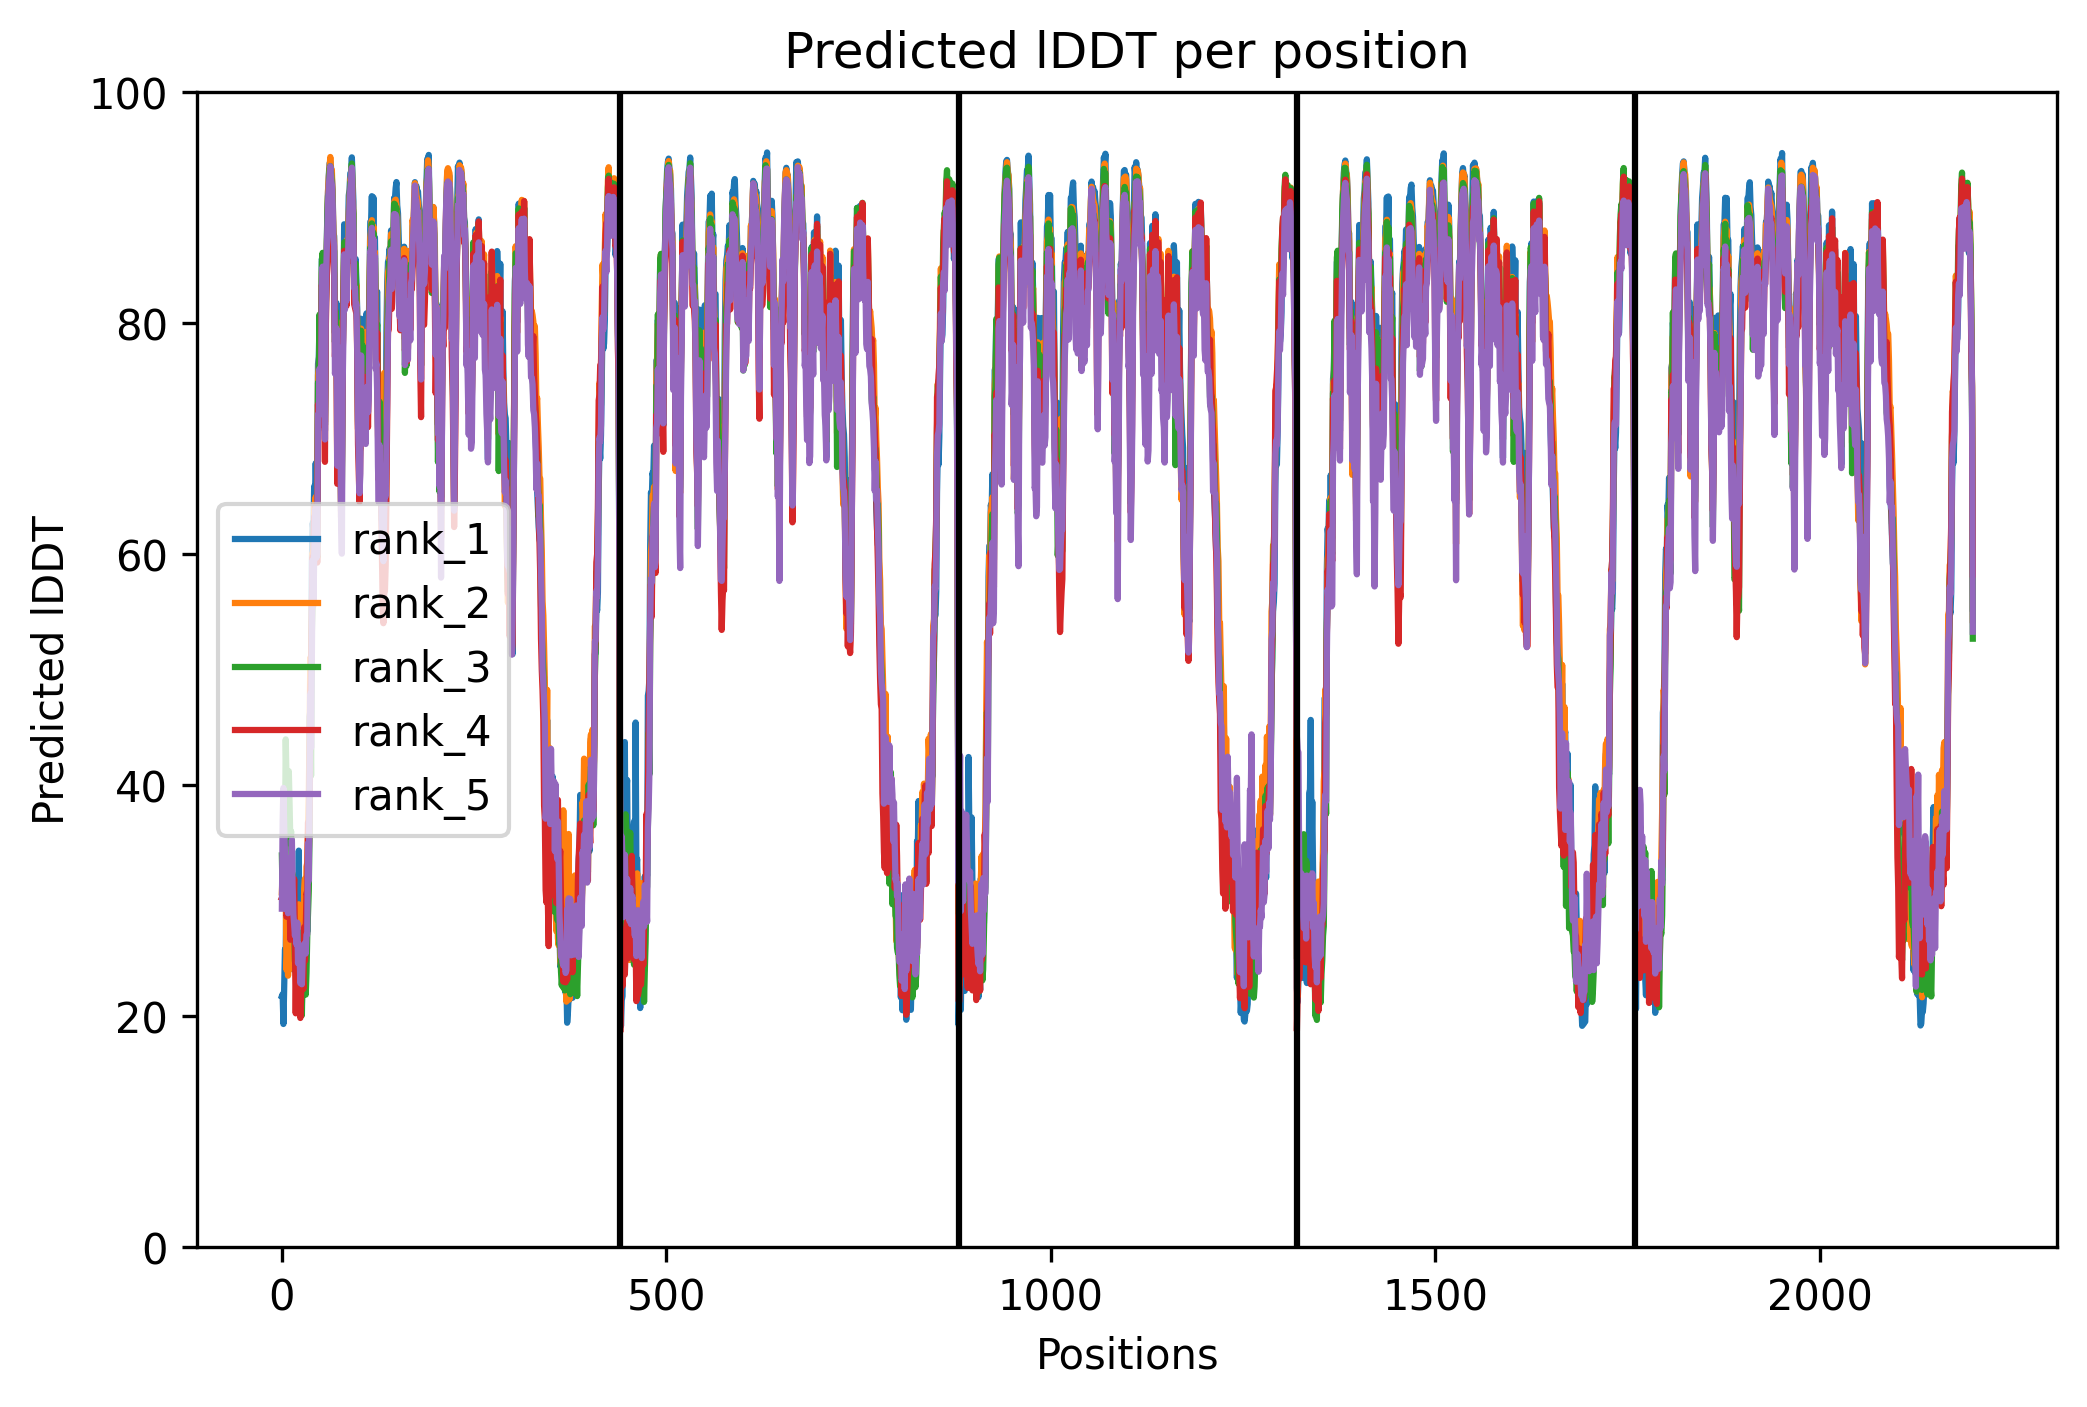 Predicted lDDT per position
Predicted lDDT
100
80
60
40
20
0
rank_1
rank_2
rank_3
rank_4
rank_5
0 500 1000 1500 2000
Positions